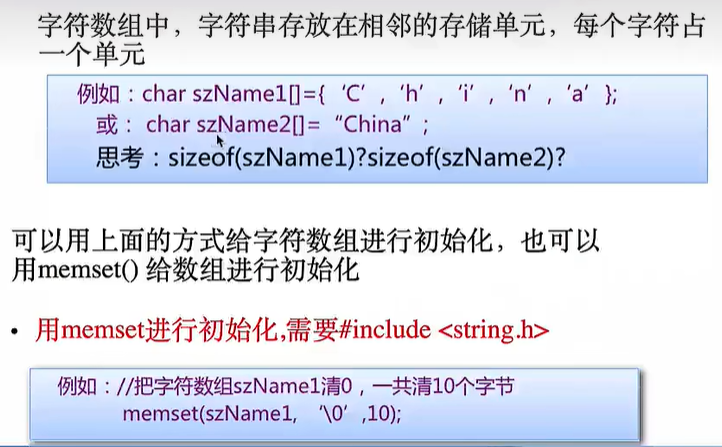 字符数组中，字符串存放在相邻的存储单元，每个字符占
一个单元
例如：char szName1[]={‘C’,‘h’,‘i’,‘n’,‘a’};
或： char szName2[]=“China”;
思考：sizeof(szName1)?sizeof(szName2)?
可以用上面的方式给字符数组进行初始化，也可以
用memset() 给数组进行初始化
• 用memset进行初始化,需要#include <string.h>
例如：//把字符数组szName1清0，一共清10个字节
memset(szName1, ‘\0’,10);